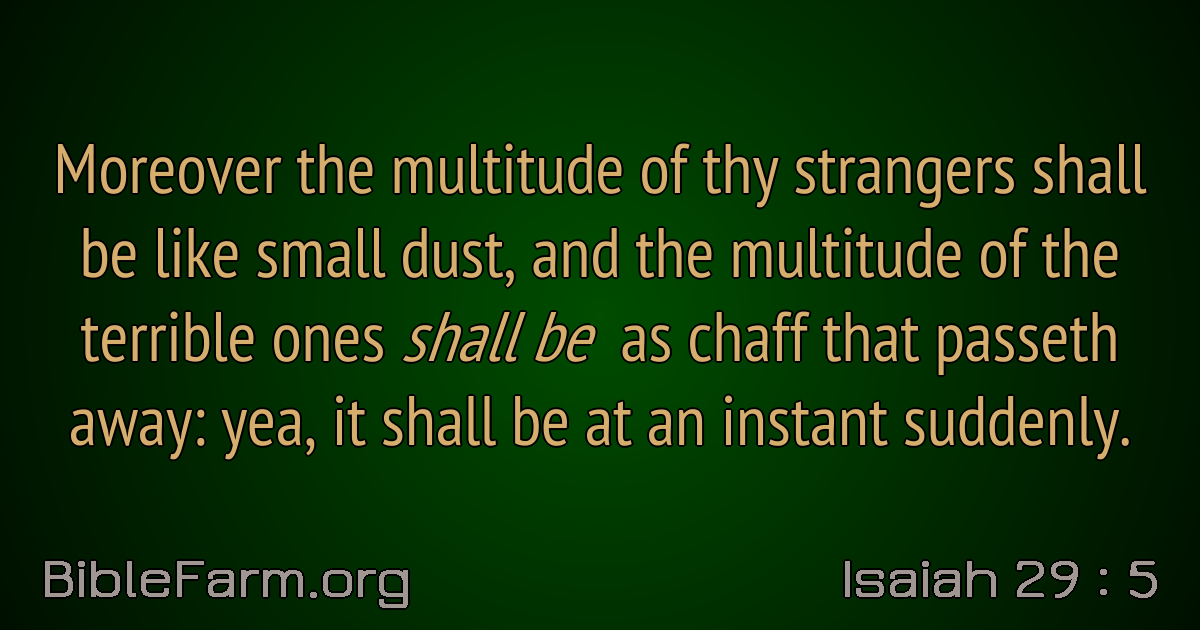 Moreover the multitude of thy strangers shall
be like small dust, and the multitude of the
terrible ones shall be as chaff that passeth
away: yea, it shall be at an instant suddenly.
BibleFarm.org
Isaiah 29 : 5